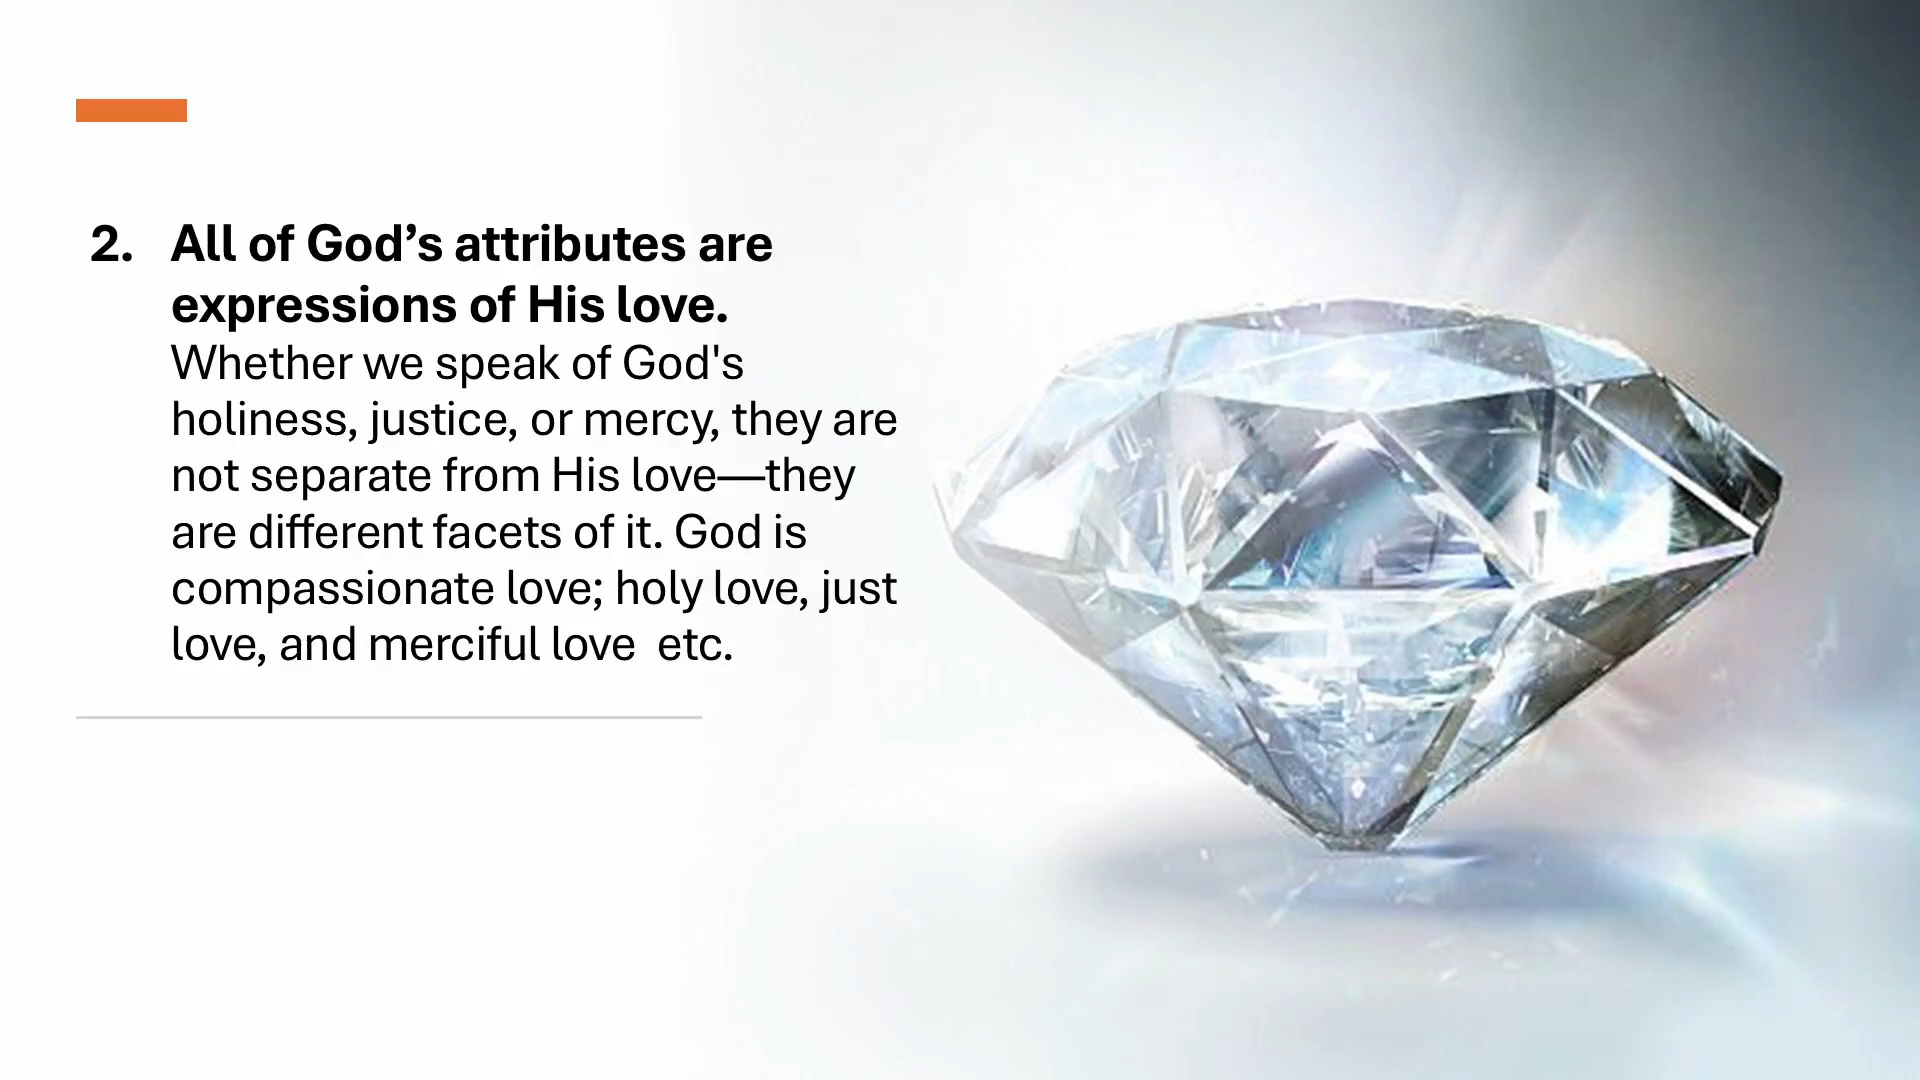 2. All of God’s attributes are
expressions of His love.
Whether we speak of God's
holiness, justice, or mercy, they are
not separate from His love—they
are different facets of it. God is
compassionate love; holy love, just
love, and merciful love  etc.